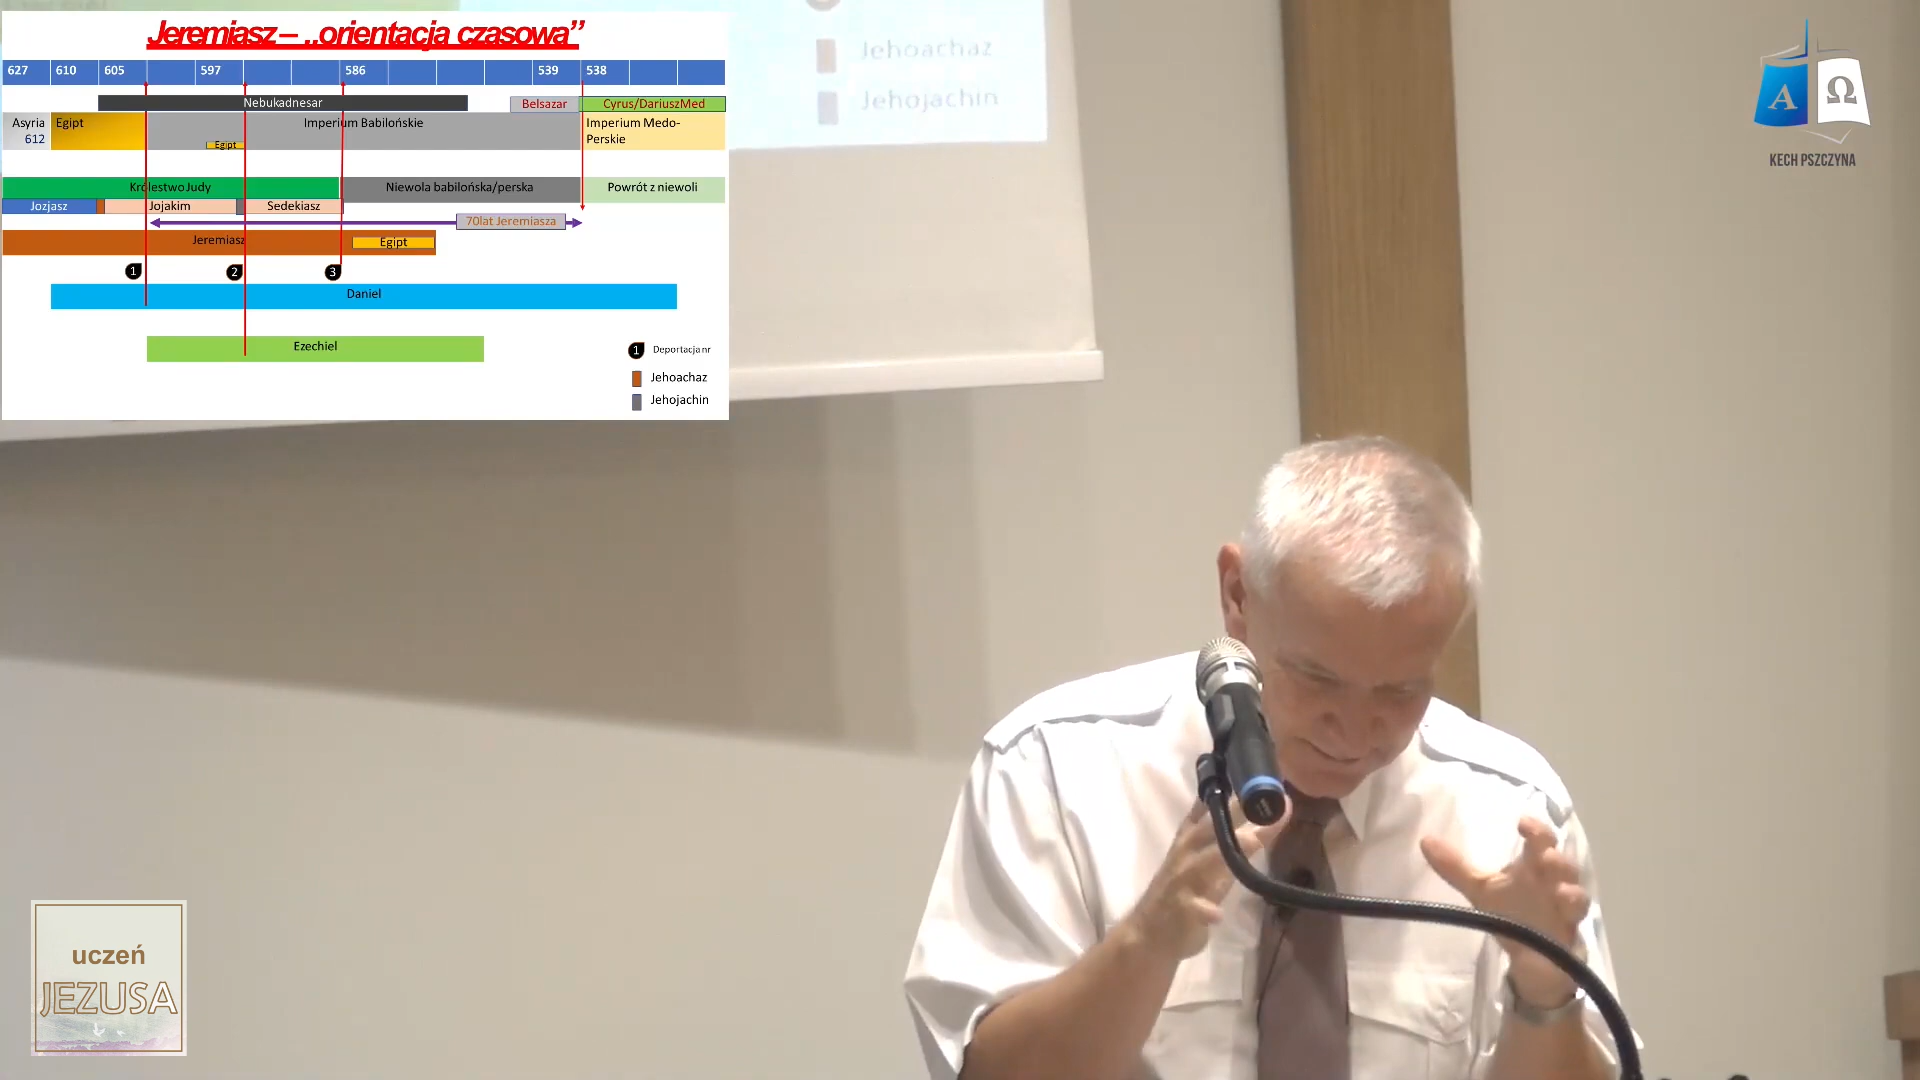 Jeremiasz – „orientacja czasowa”
627 610 605 597 586 539 538
Nebukadnesar
Belsazar
Cyrus/DariuszMed
Asyria
612
Egipt
Imperium Babilońskie
Imperium Medo-
Perskie
Egipt
Królestwo Judy
Niewola babilońska/perska
Powrót z niewoli
Jozjasz
Jojakim
Sedekiasz
70lat Jeremiasza
Jeremiasz
Egipt
1
2
3
Daniel
Ezechiel
1 Deportacja nr
Jehoachaz
Jehojachin
Jehoachaz
Jehojachin
A Ω
KECH PSZCZYNA
uczeń
JEZUSA